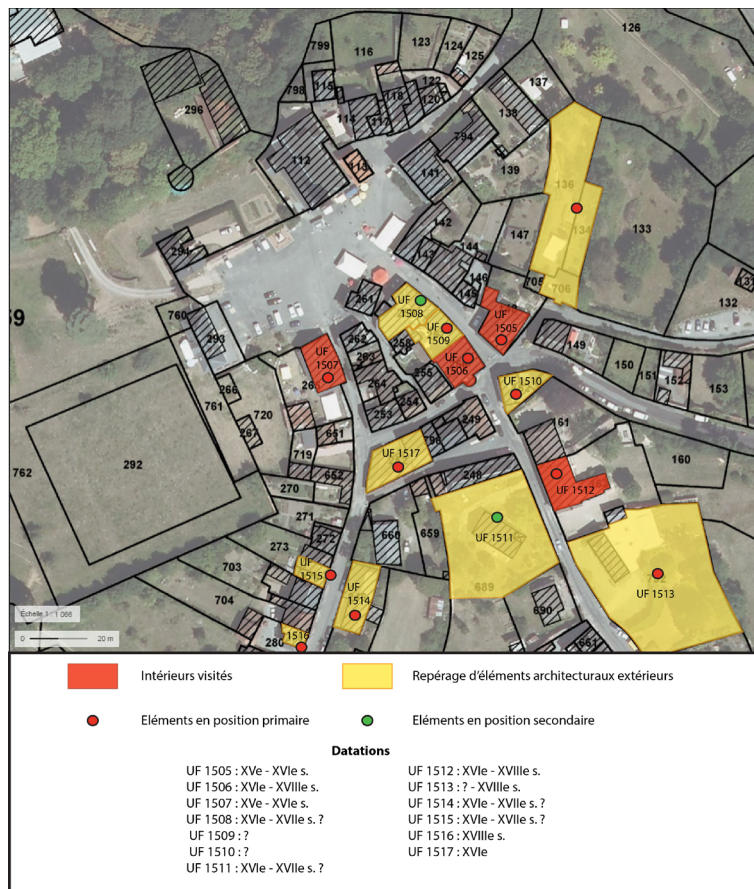 799
116
123
124
125
126
798
115
122
118
120
137
296
114
117
138
794
112
113
141
139
136
134
133
142
147
143
144
294
146
145
705
706
132
59
760
293
261
UF 1508
UF 1509
UF 1505
262
258
149
UF 1507
263
UF 1506
150
266
761
255
151
152
153
264
UF 1510
267
720
254
253
249
651
796
161
160
762
292
719
UF 1517
652
248
270
UF 1512
271
660
659
UF 1511
272
273
703
UF 1515
689
UF 1513
704
UF 1514
Echelle 1 : 1 066
690
0 20 m
1516
280
661
Intérieurs visités
Repérage d'éléments architecturaux extérieurs
Eléments en position primaire
Eléments en position secondaire
Datations
UF 1505 : XVe - XVIe s.
UF 1506 : XVIe - XVIIIe s.
UF 1507 : XVe - XVIe s.
UF 1508 : XVIe - XVIIe s. ?
UF 1509 : ?
UF 1510 : ?
UF 1511 : XVIe - XVIIe s. ?
UF 1512 : XVIe - XVIIIe s.
UF 1513 : ? - XVIIIe s.
UF 1514 : XVIe - XVIIe s. ?
UF 1515 : XVIe - XVIIe s. ?
UF 1516 : XVIIIe s.
UF 1517 : XVIe